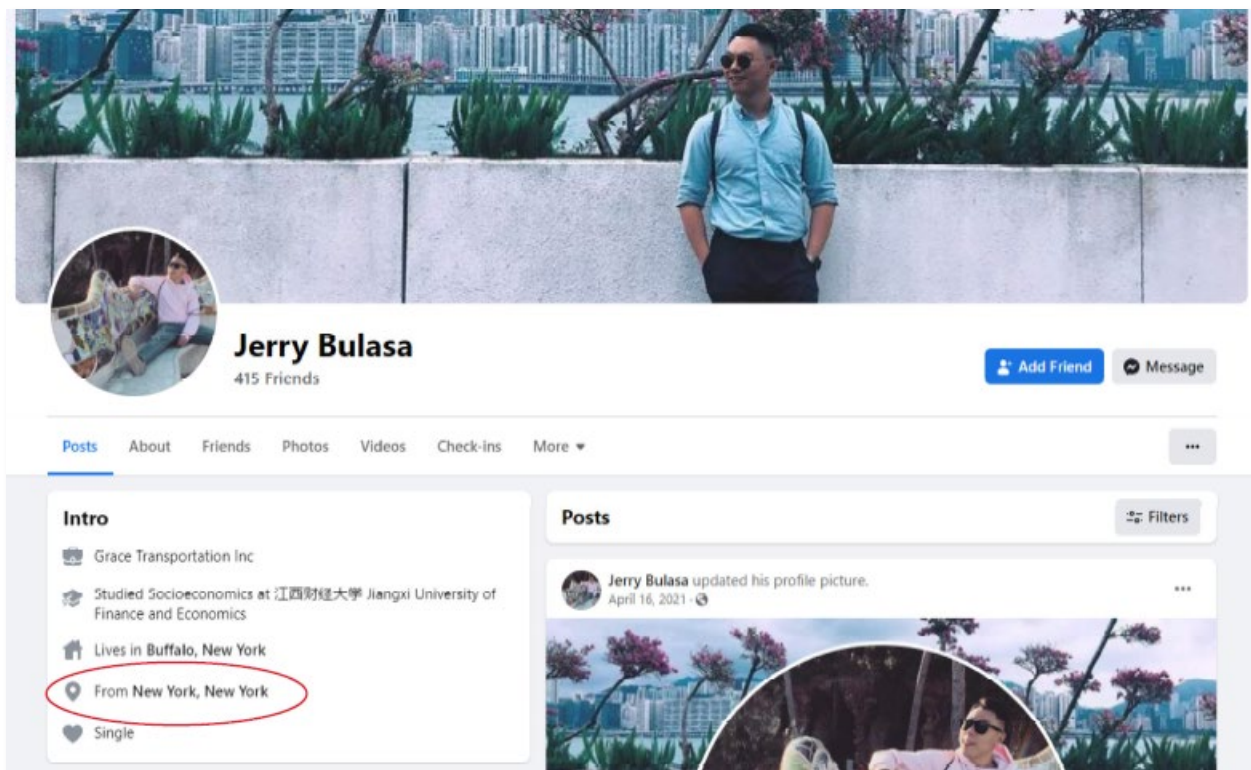 Jerry Bulasa
415 Friends
Add Friend
Message
Posts
About
Friends
Photos
Videos
Check-ins
More
Intro
Grace Transportation Inc
Studied Socioeconomics at 江西财经大學 Jiangxi University of
Finance and Economics
Lives in Buffalo, New York
From New York, New York
Single
Posts
Filters
Jerry Bulasa updated his profile picture.
April 16, 2021 ·